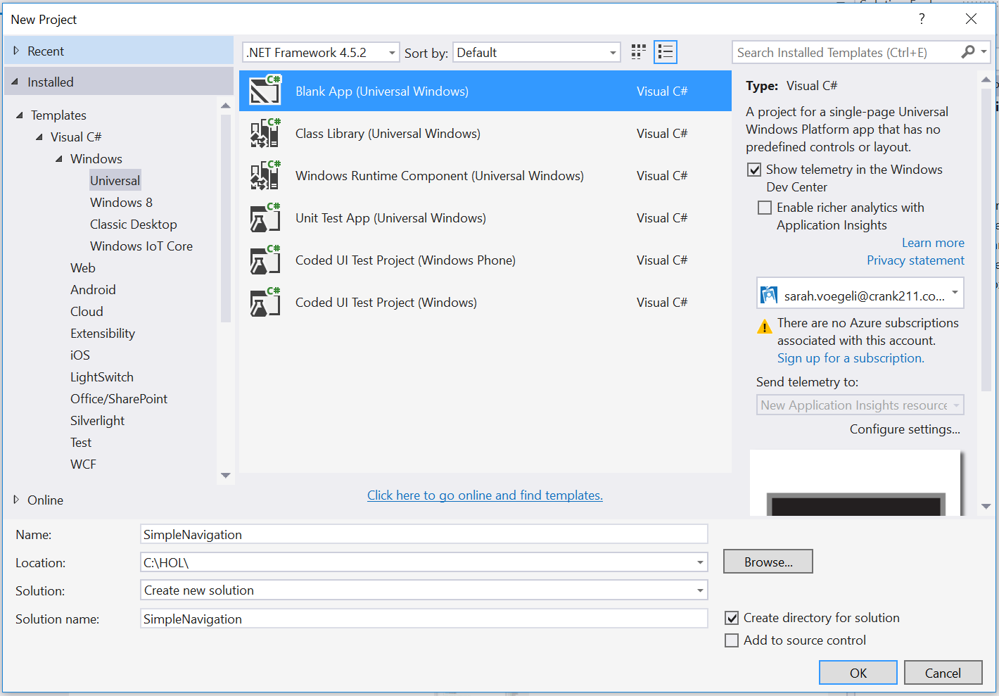 New Project
?
Recent
Installed
Templates
Visual C#
Windows
Universal
Windows 8
Classic Desktop
Windows IoT Core
Web
Android
Cloud
Extensibility
iOS
LightSwitch
Office/SharePoint
Silverlight
Test
WCF
Online
.NET Framework 4.5.2
Sort by:
Default
Search Installed Templates (Ctrl+E)
C#
Blank App (Universal Windows)
Visual C#
C#
Class Library (Universal Windows)
Visual C#
C#
Windows Runtime Component (Universal Windows)
Visual C#
C#
Unit Test App (Universal Windows)
Visual C#
C#
Coded UI Test Project (Windows Phone)
Visual C#
C#
Coded UI Test Project (Windows)
Visual C#
Click here to go online and find templates.
Type: Visual C#
A project for a single-page Universal
Windows Platform app that has no
predefined controls or layout.
Show telemetry in the Windows
Dev Center
Enable richer analytics with
Application Insights
Learn more
Privacy statement
sarah.voegeli@crank211.co...
There are no Azure subscriptions
associated with this account.
Sign up for a subscription.
Send telemetry to:
New Application Insights resource
Configure settings...
Name:
SimpleNavigation
Location:
C:\HOL\
Browse...
Solution:
Create new solution
Solution name:
SimpleNavigation
Create directory for solution
Add to source control
OK
Cancel